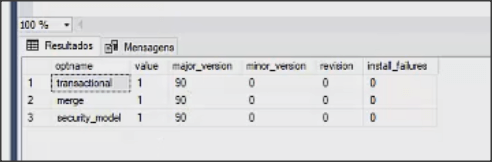 100 %
Resultados Mensagens
optname value major_version minor_version revision install_failures
1 transactional 1 90 0 0 0
2 merge 1 90 0 0 0
3 security_model 1 90 0 0 0